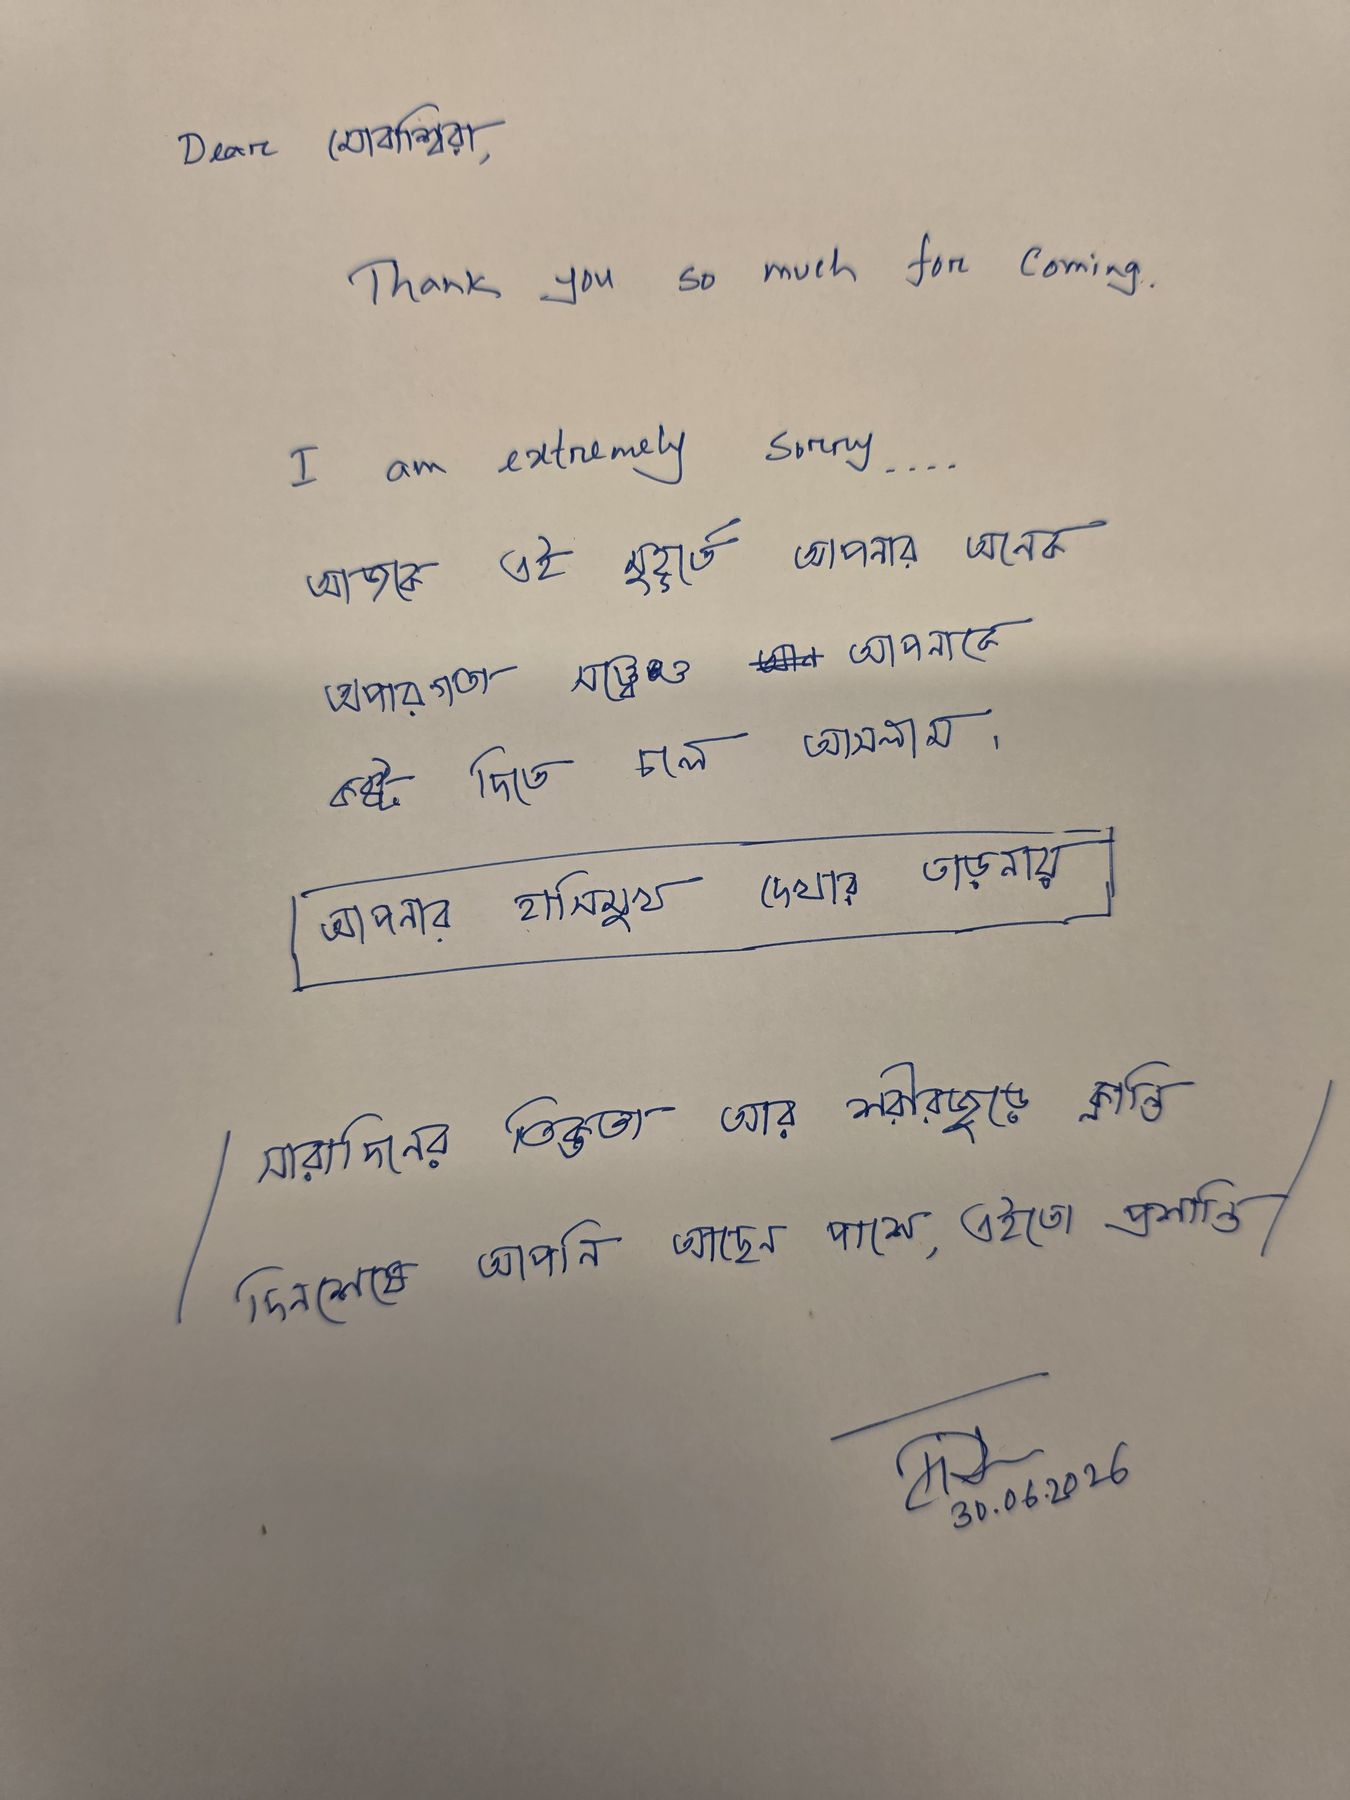 Dear মোবাশ্বিরা,
Thank you so much for coming.
I am extremely sorry....
আজকে এই মুহূর্তে আপনার অনেক
অপারগতা সত্ত্বেও আপনাকে
কষ্ট দিতে চলে আসলাম।
আপনার হাসিমুখ দেখার তাড়নায়
সারাদিনের তিক্ততা আর শরীরজুড়ে ক্লান্তি
দিনশেষে আপনি আছেন পাশে, এইতো প্রশান্তি
30.06.2026